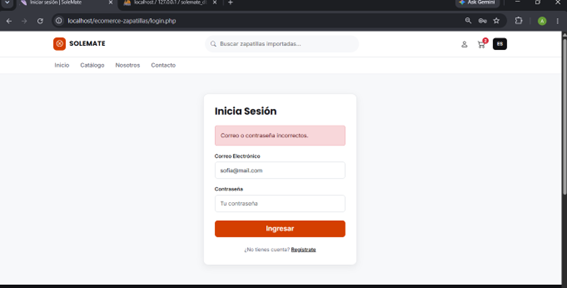 Iniciar sesión | SoleMate
localhost / 127.0.0.1 / solemate_d
Ask Gemini
localhost/ecomerce-zapatillas/login.php
SOLEMATE
Buscar zapatillas importadas...
Inicio Catálogo Nosotros Contacto
Inicia Sesión
Correo o contraseña incorrectos.
Correo Electrónico
sofia@mail.com
Contraseña
Tu contraseña
Ingresar
¿No tienes cuenta? Regístrate